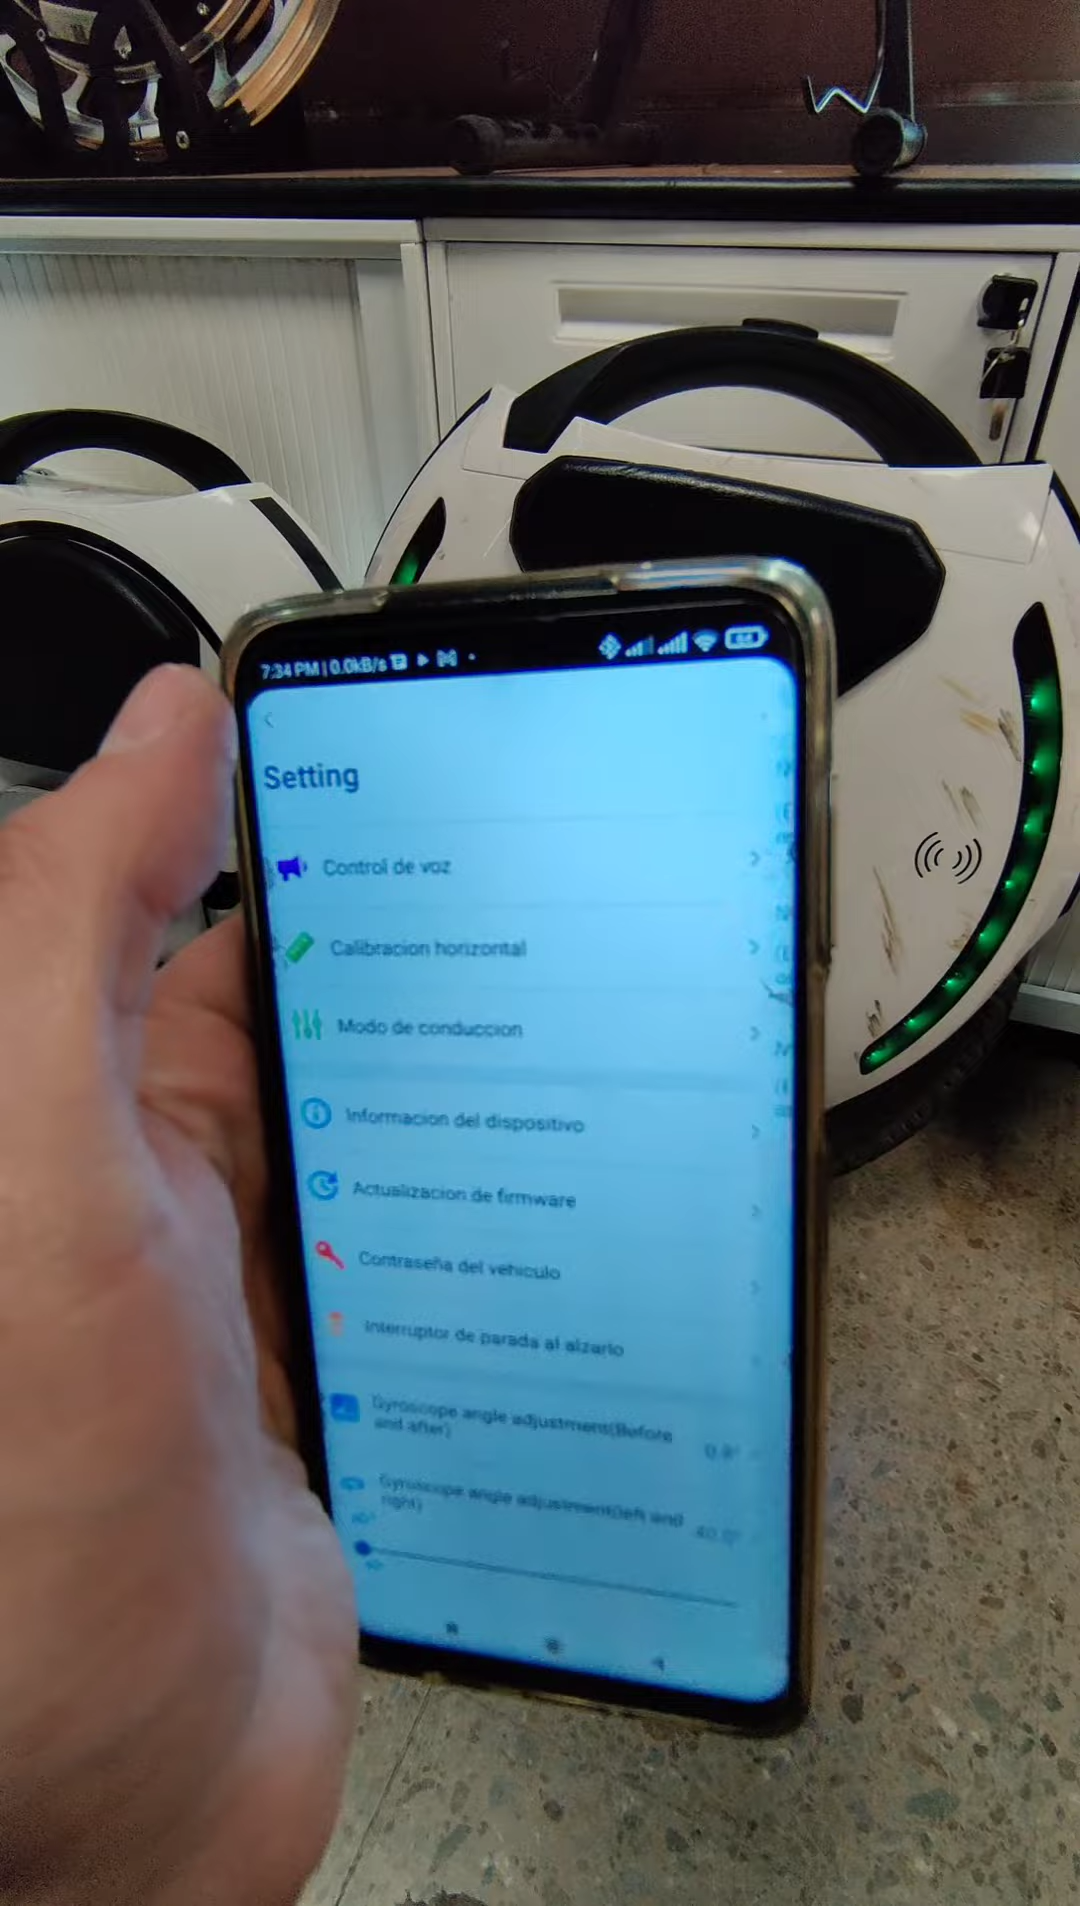 7:34 PM | 0.0kB/s
64
Setting
Control de voz
Calibracion horizontal
Modo de conduccion
Informacion del dispositivo
Actualizacion de firmware
Contraseña del vehiculo
Interruptor de parada al alzarlo
Gyroscope angle adjustment(Before
and after)
Gyroscope angle adjustment(left and
right)